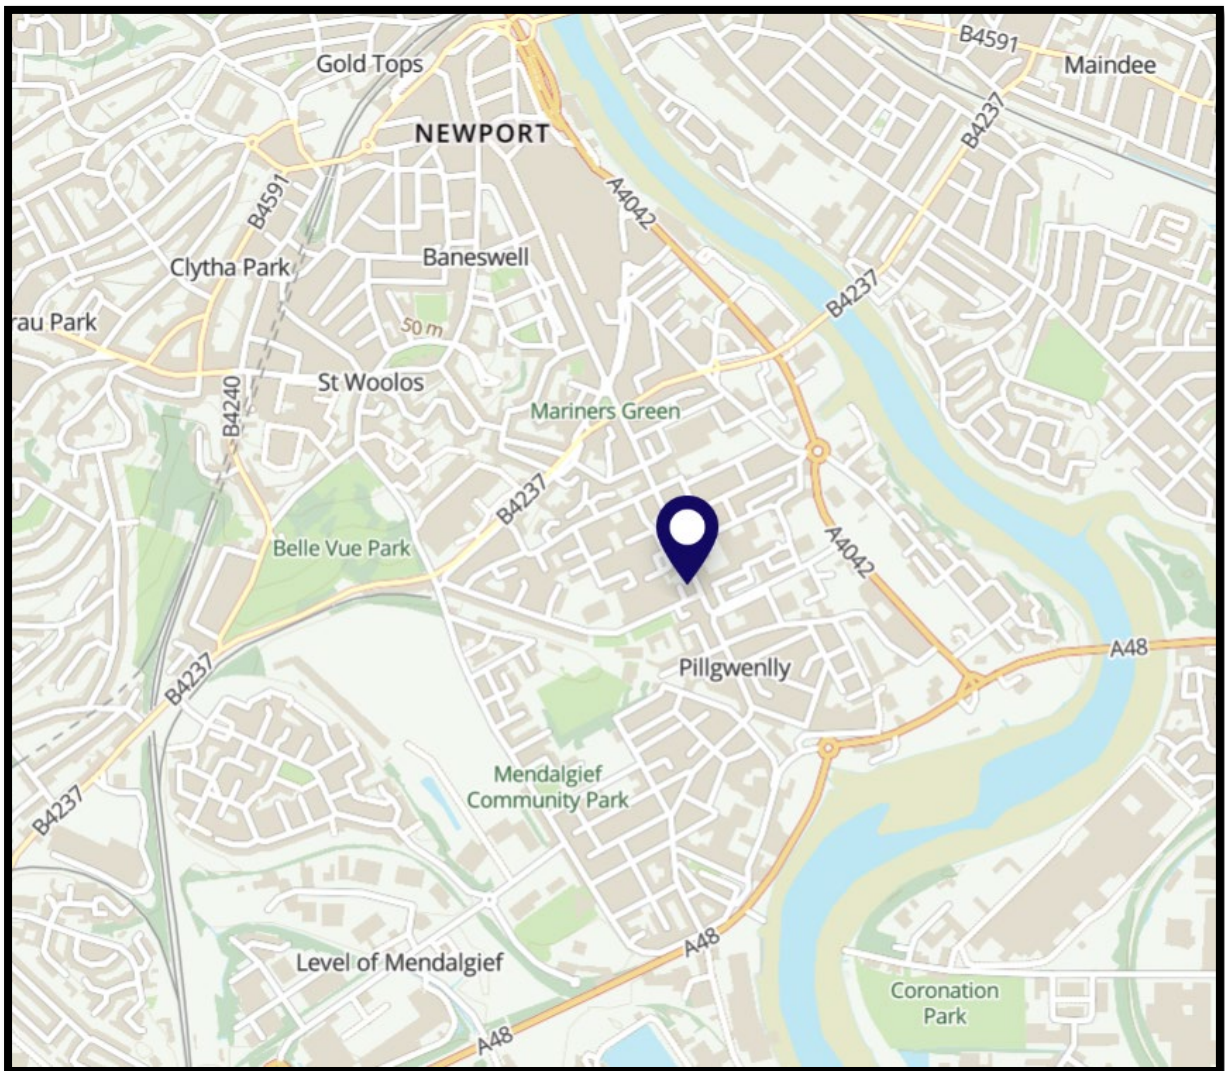 B4591
Gold Tops
Maindee
NEWPORT
B4237
B4591
A4042
Baneswell
Clytha Park
B4237
rau Park
50 m
St Woolos
B4240
Mariners Green
B4237
Belle Vue Park
A4042
A48
Pillgwenlly
B4237
Mendalgief
Community Park
B4237
A48
Level of Mendalgief
Coronation
Park
A48